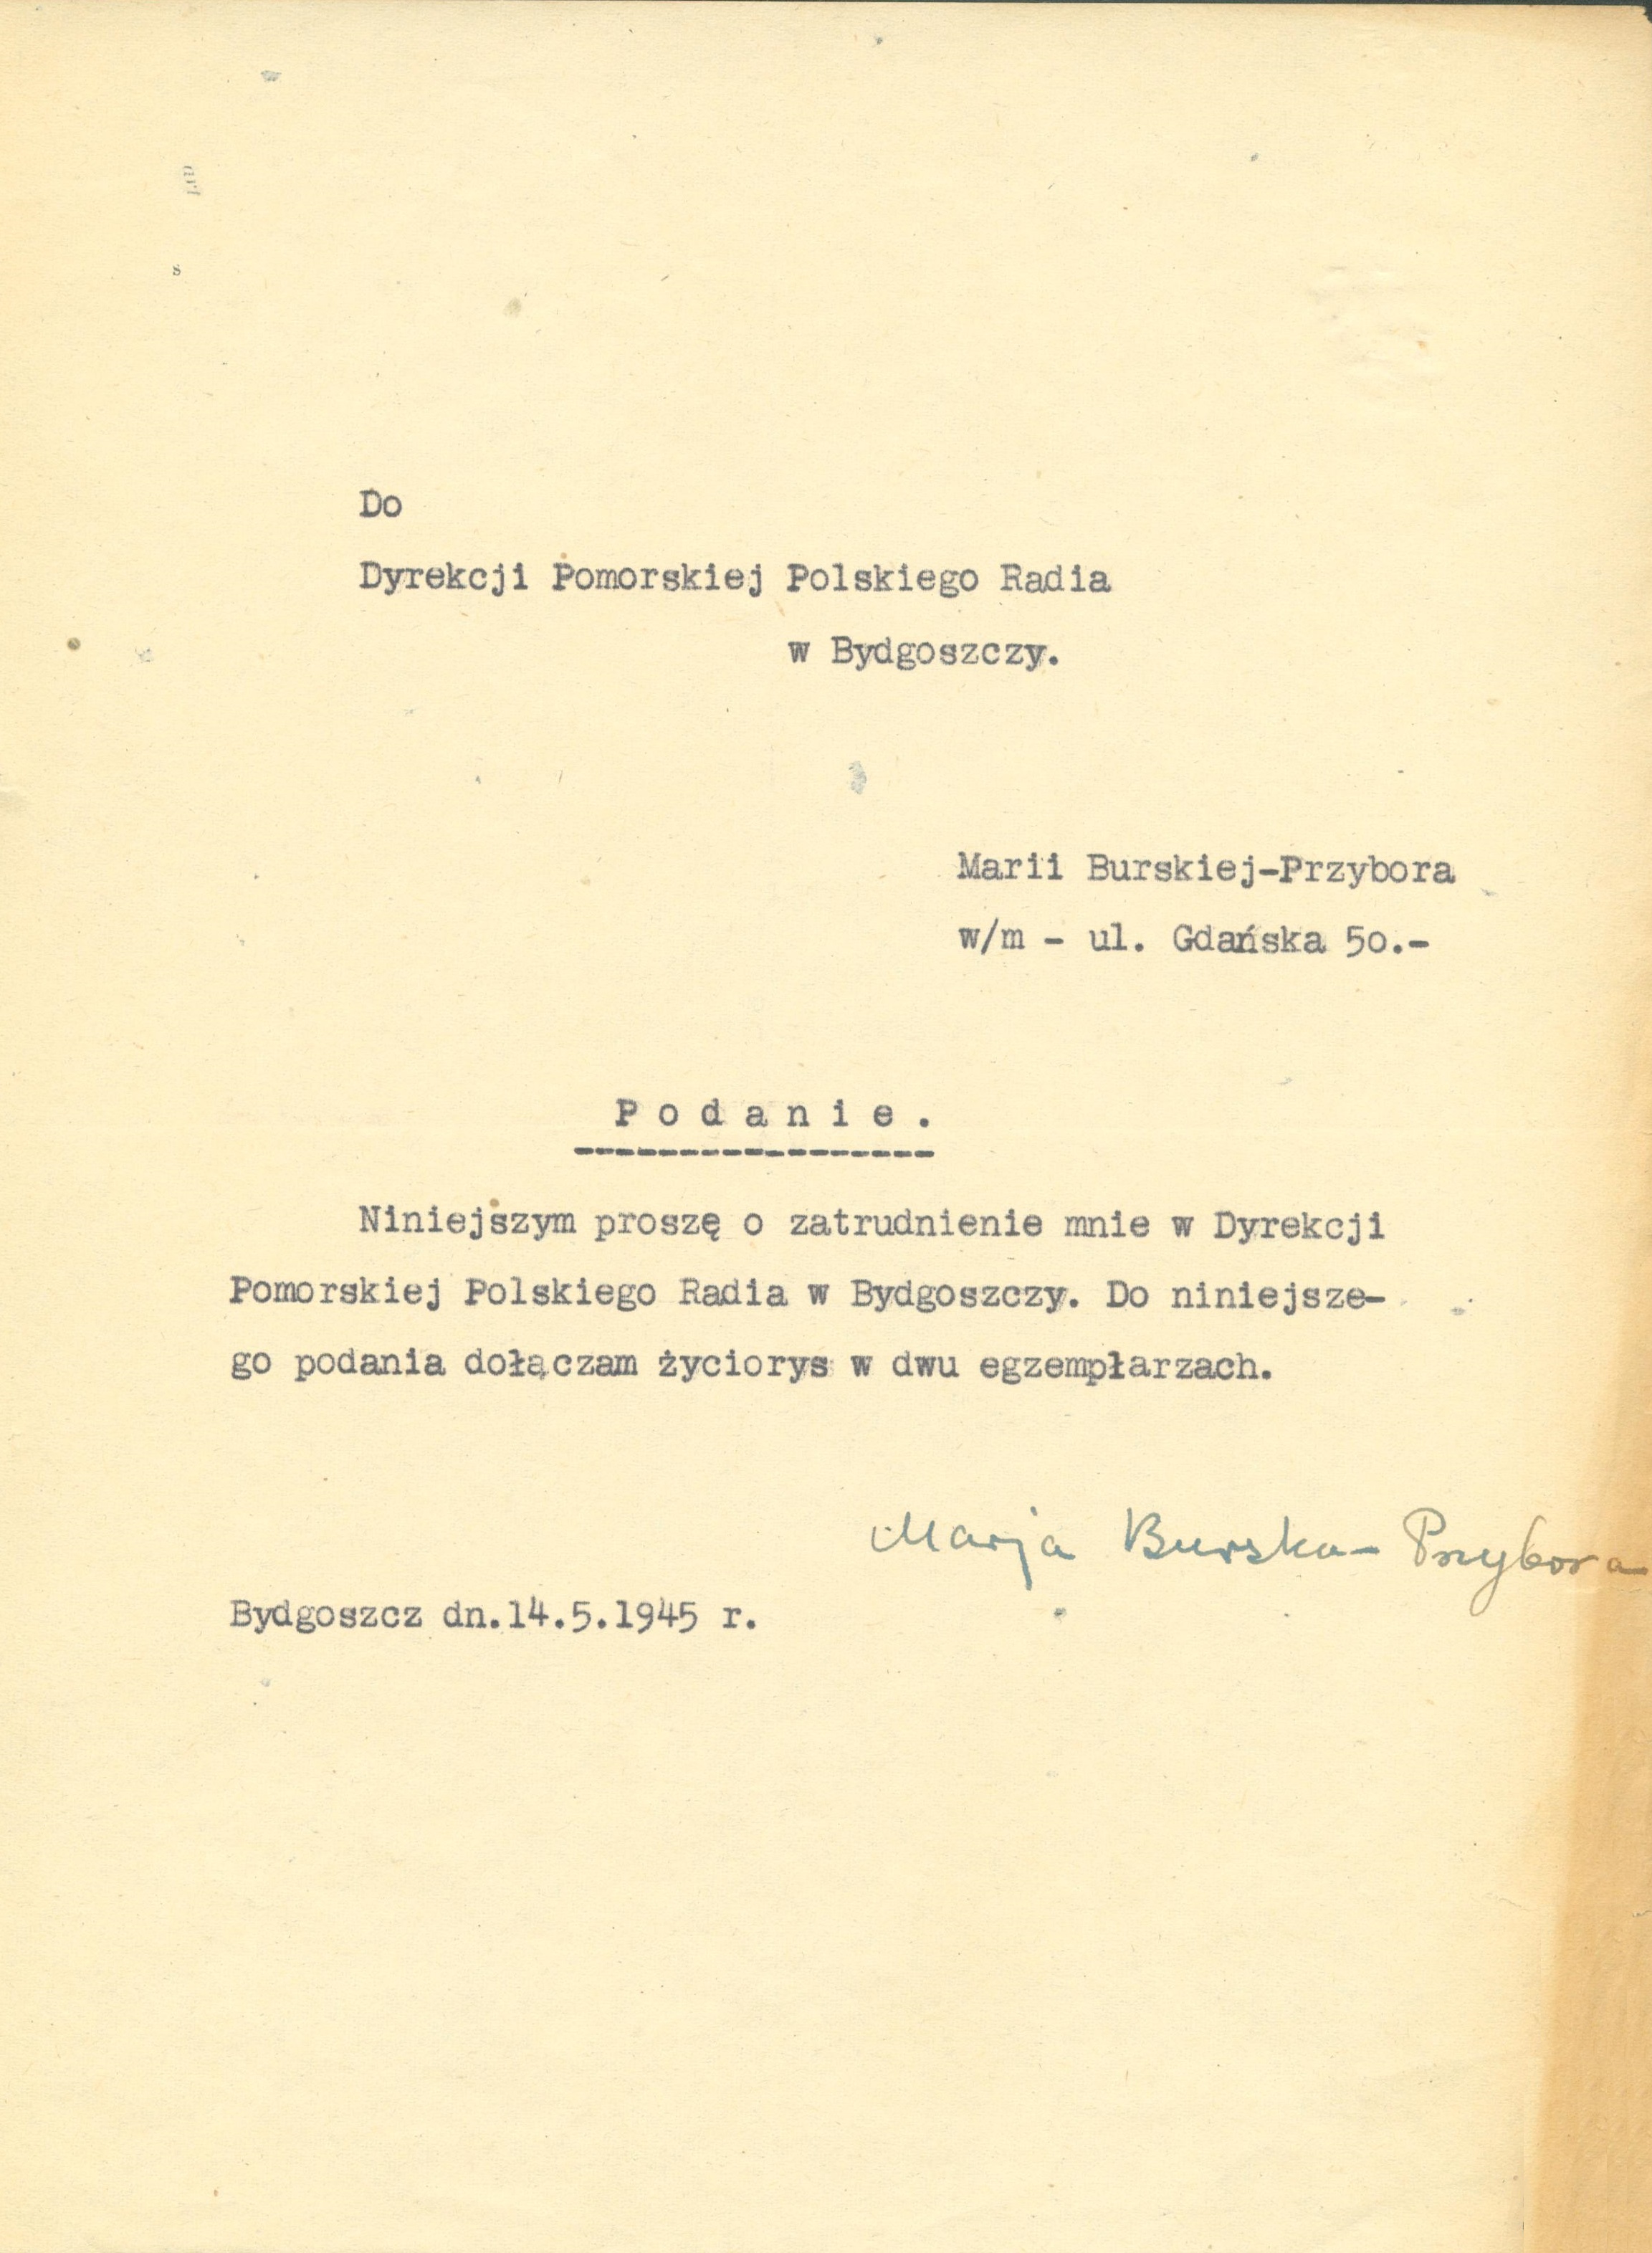 Do
Dyrekcji Pomorskiej Polskiego Radia
w Bydgoszczy.
Marii Burskiej-Przybora
w/m - ul. Gdańska 5o.-
P o d a n i e .
Niniejszym proszę o zatrudnienie mnie w Dyrekcji
Pomorskiej Polskiego Radia w Bydgoszczy. Do niniejsze-
go podania dołączam życiorys w dwu egzempłarzach.
Marja Burska-Przybora
Bydgoszcz dn.14.5.1945 r.